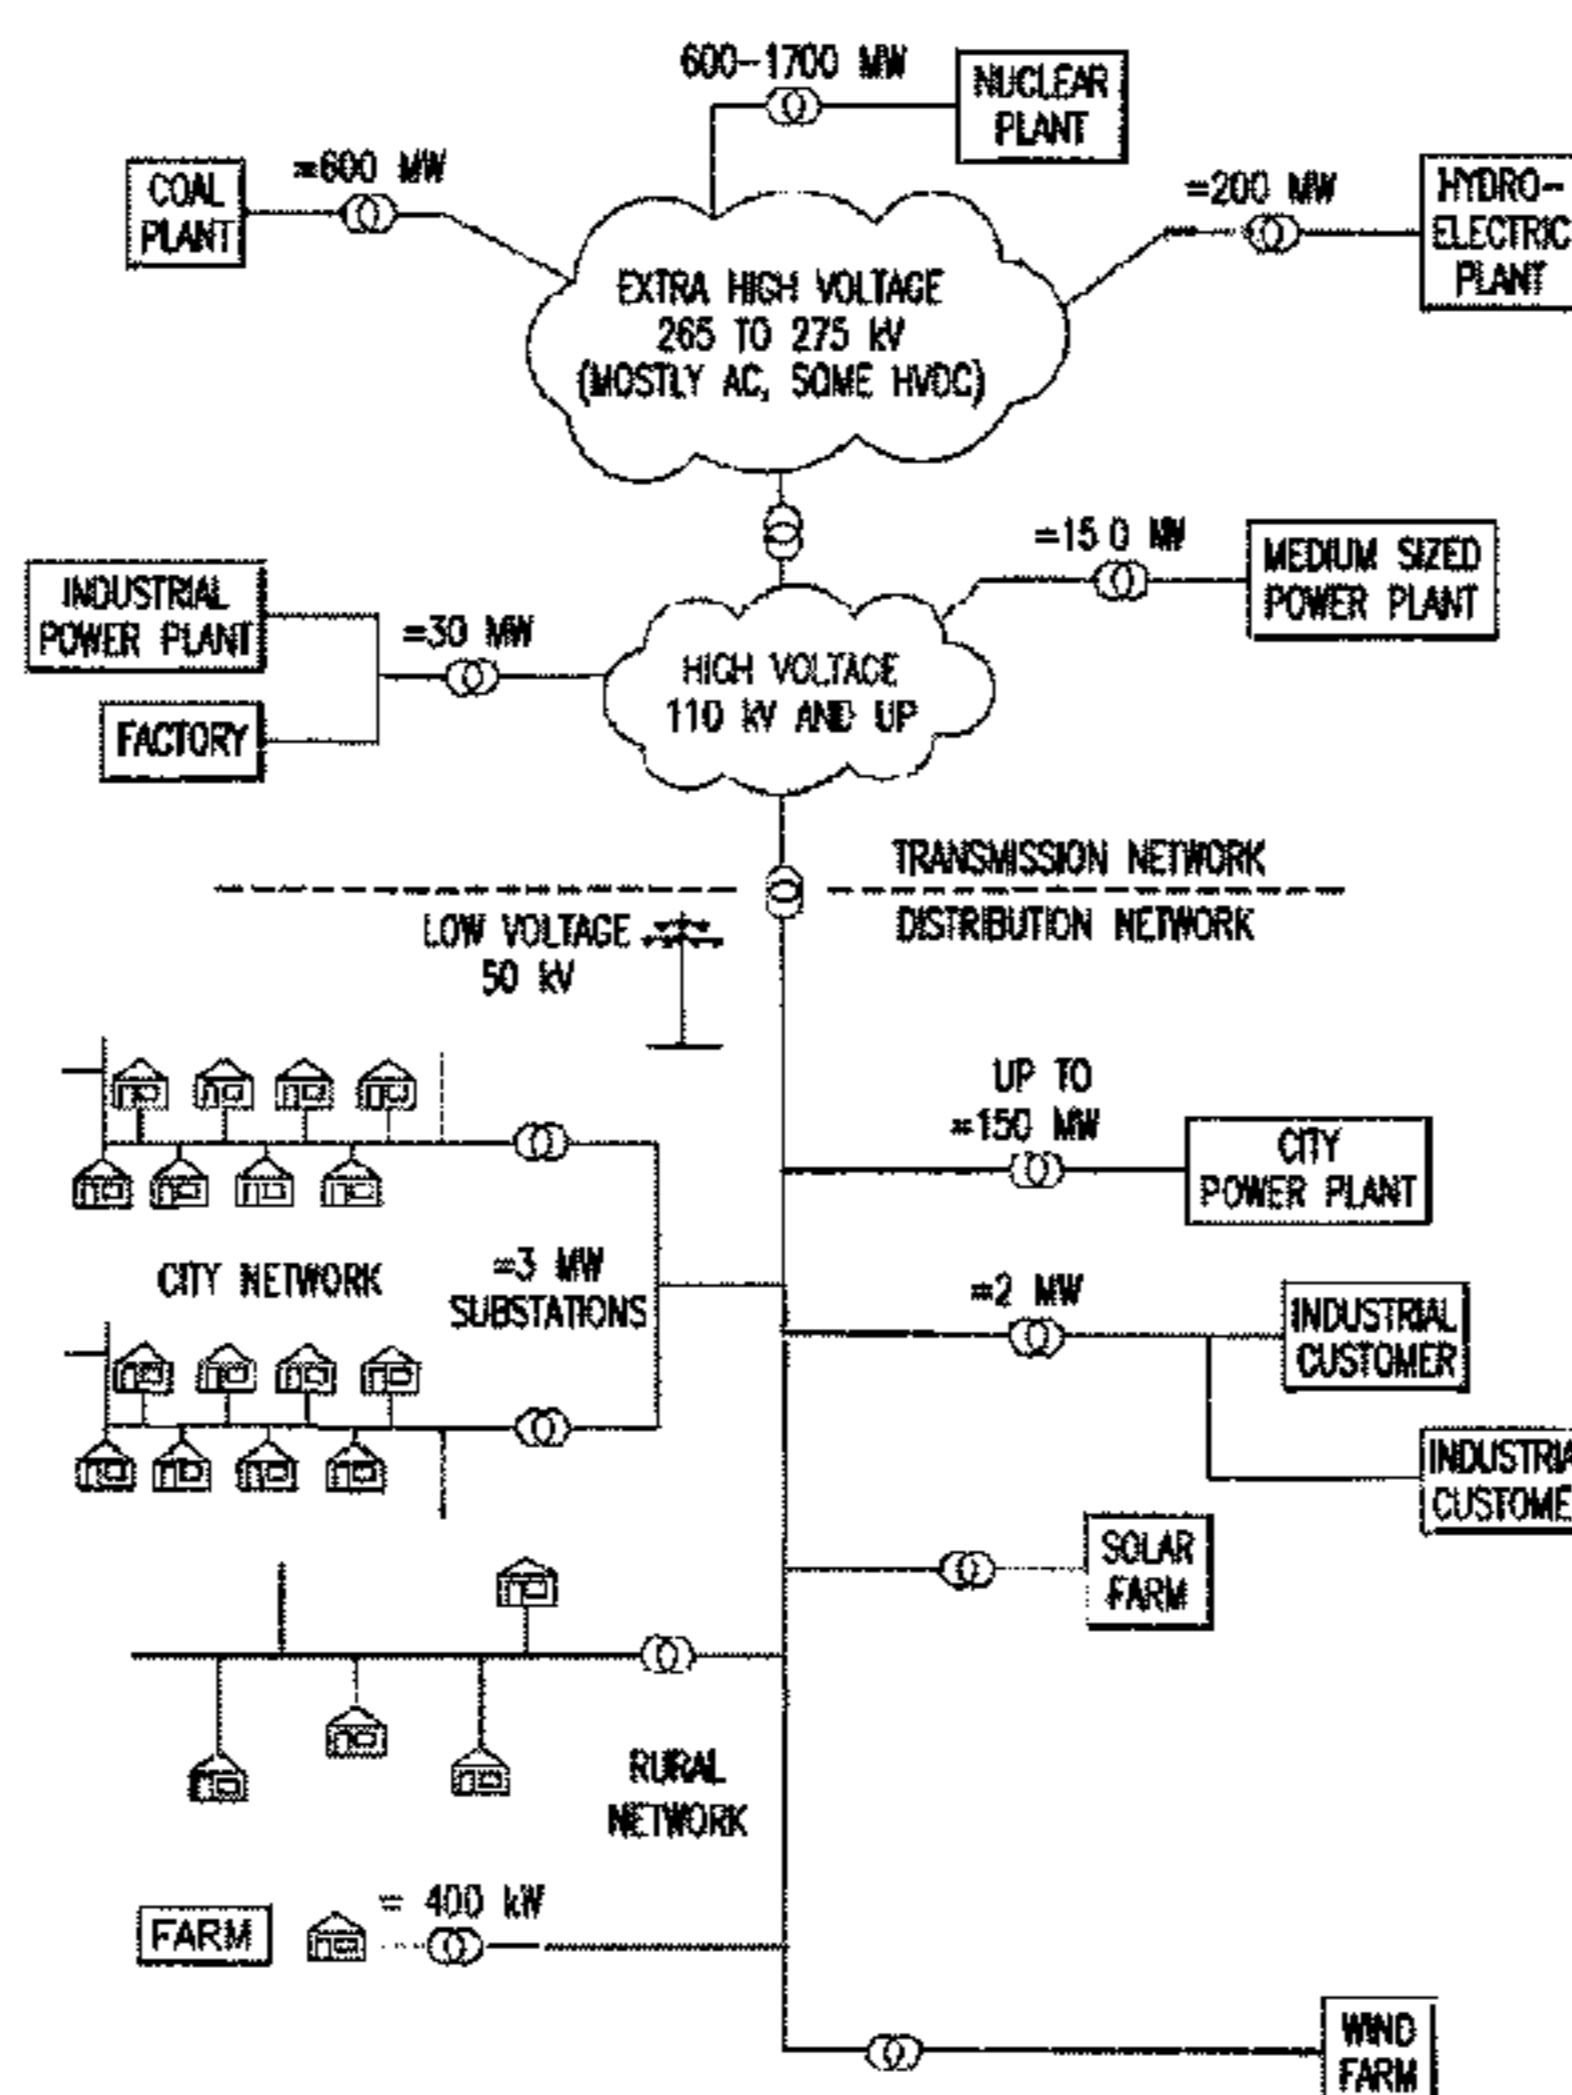 600-1700 MW
NUCLEAR
PLANT
COAL
PLANT
=600 MW
=200 MW
HYDRO-
ELECTRIC
PLANT
EXTRA HIGH VOLTAGE
265 TO 275 kV
(MOSTLY AC, SOME HVDC)
=15 0 MW
MEDIUM SIZED
POWER PLANT
INDUSTRIAL
POWER PLANT
=30 MW
FACTORY
HIGH VOLTAGE
110 kV AND UP
TRANSMISSION NETWORK
DISTRIBUTION NETWORK
LOW VOLTAGE
50 kV
UP TO
=150 MW
CITY
POWER PLANT
CITY NETWORK
=3 MW
SUBSTATIONS
=2 MW
INDUSTRIAL
CUSTOMER
INDUSTRIA
CUSTOME
SOLAR
FARM
RURAL
NETWORK
FARM
= 400 kW
WIND
FARM